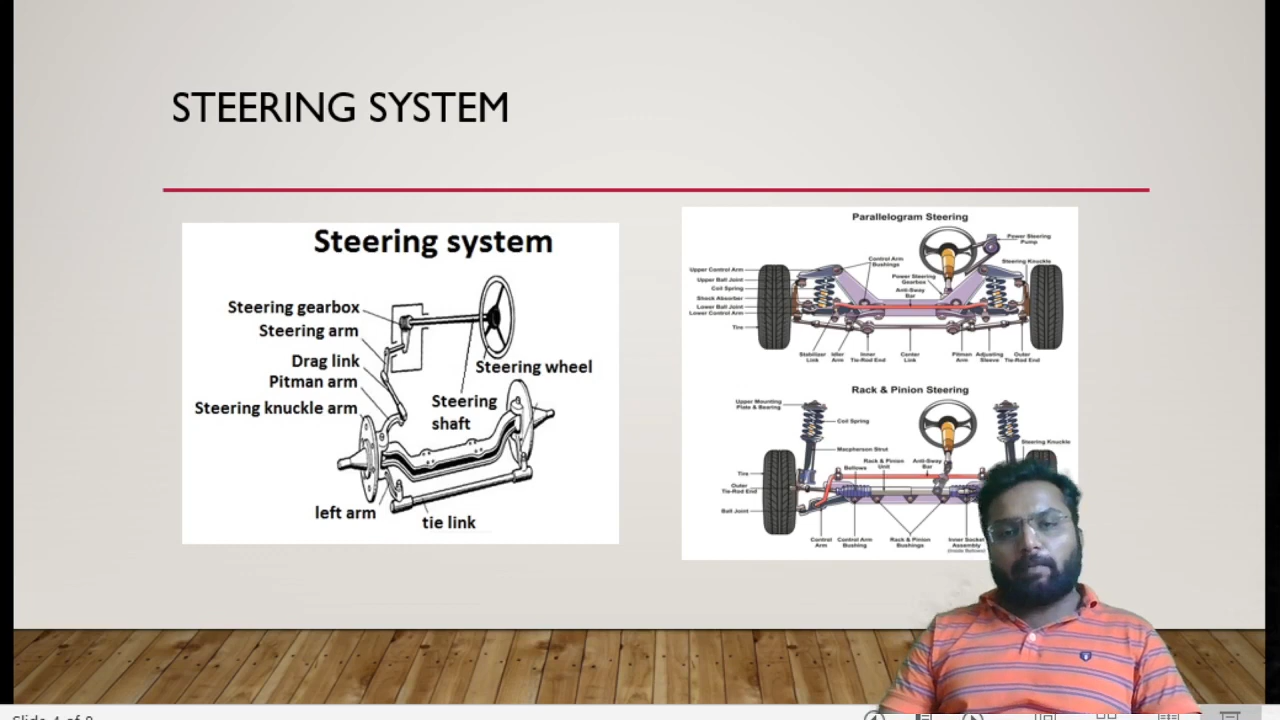 STEERING SYSTEM
Steering system
Steering gearbox
Steering arm
Drag link
Pitman arm
Steering knuckle arm
Steering wheel
Steering
shaft
left arm
tie link
Parallelogram Steering
Power Steering
Pump
Control Arm
Bushings
Steering Knuckle
Upper Control Arm
Upper Ball Joint
Coil Spring
Shock Absorber
Lower Ball Joint
Lower Control Arm
Tire
Power Steering
Gearbox
Anti-Sway
Bar
Stabilizer
Link
Idler
Arm
Inner
Tie-Rod End
Center
Link
Pitman
Arm
Adjusting
Sleeve
Outer
Tie-Rod End
Rack & Pinion Steering
Upper Mounting
Plate & Bearing
Coil Spring
Macpherson Strut
Steering Knuckle
Rack & Pinion
Unit
Anti-Sway
Bar
Bellows
Tire
Outer
Tie-Rod End
Ball Joint
Control
Arm
Control Arm
Bushing
Rack & Pinion
Bushings
Inner Socket
Assembly
(Inside Bellows)
Slide 4 of 8